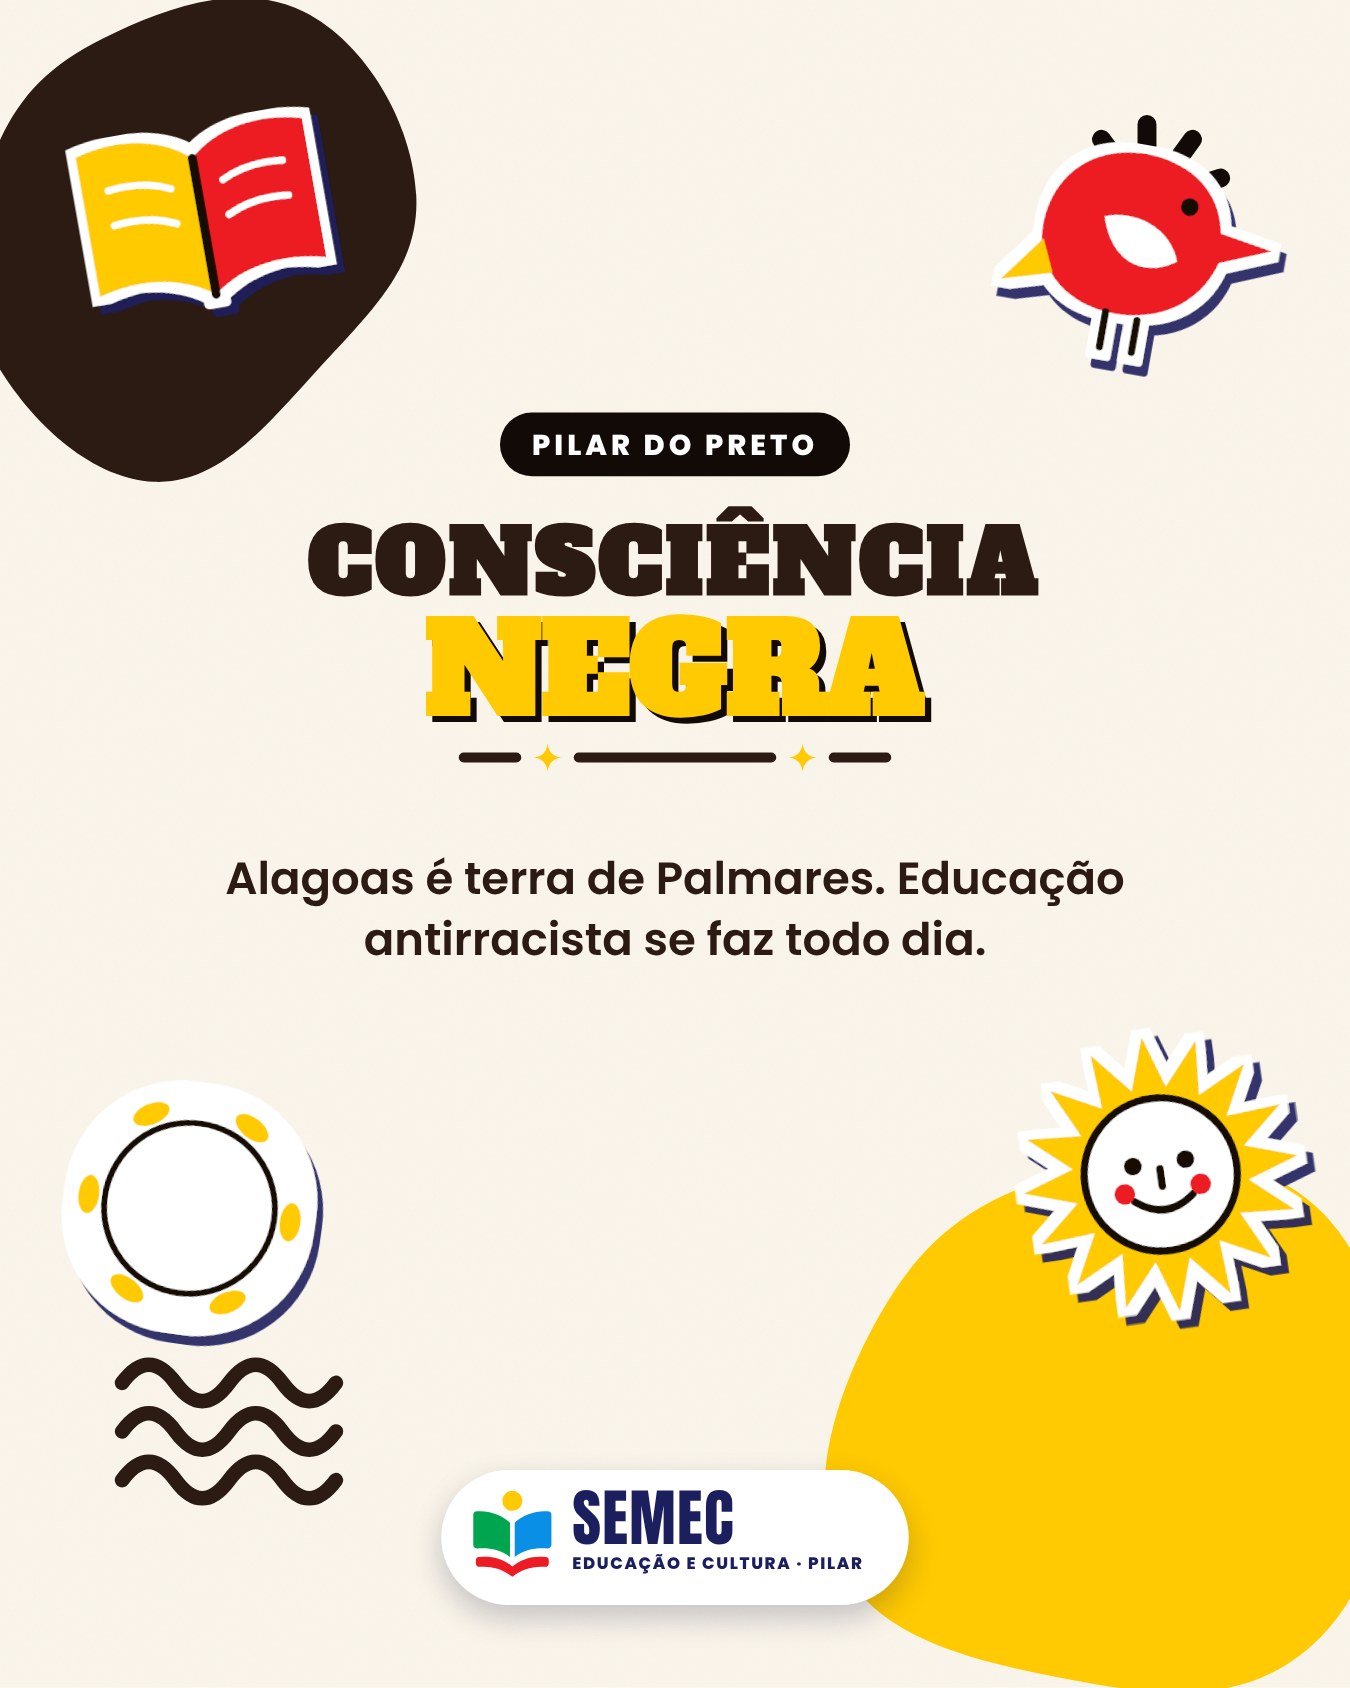 PILAR DO PRETO
CONSCIÊNCIA
NEGRA
Alagoas é terra de Palmares. Educação
antirracista se faz todo dia.
SEMEC
EDUCAÇÃO E CULTURA · PILAR